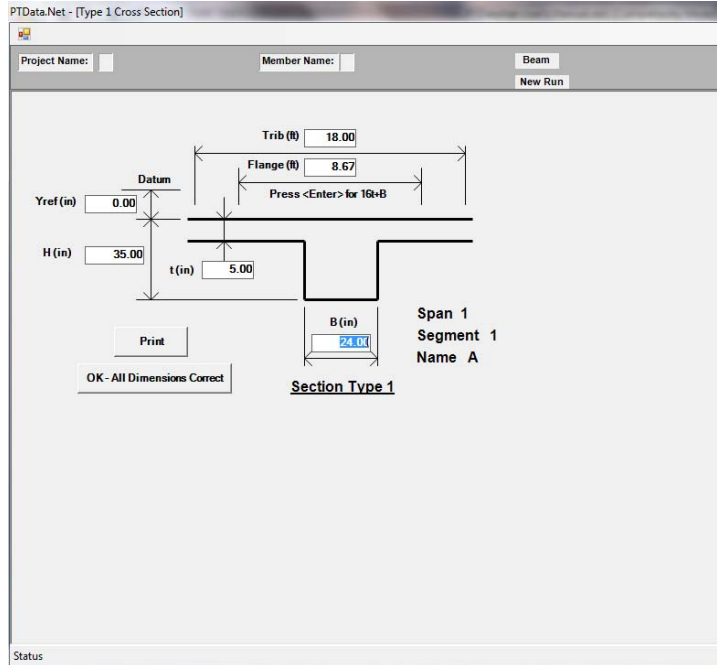 PTData.Net - [Type 1 Cross Section]
Project Name:
Member Name:
Beam
New Run
Trib (ft) 18.00
Flange (ft) 8.67
Datum
Press <Enter> for 16t+B
Yref (in) 0.00
H (in) 35.00
t (in) 5.00
B (in)
24.00
Span 1
Segment 1
Name A
Print
OK - All Dimensions Correct
Section Type 1
Status